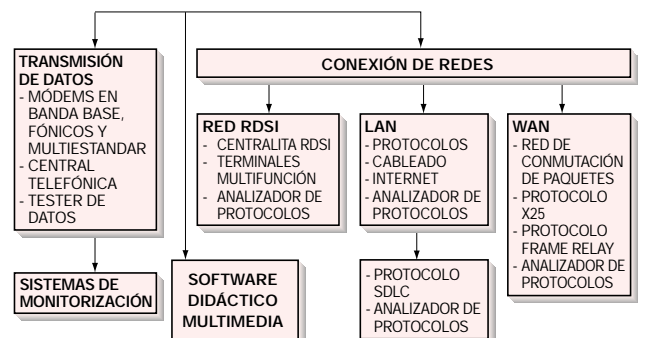 TRANSMISIÓN
DE DATOS
- MÓDEMS EN
BANDA BASE,
FÓNICOS Y
MULTIESTANDAR
- CENTRAL
TELEFÓNICA
- TESTER DE
DATOS
SISTEMAS DE
MONITORIZACIÓN
SOFTWARE
DIDÁCTICO
MULTIMEDIA
CONEXIÓN DE REDES
RED RDSI
- CENTRALITA RDSI
- TERMINALES
MULTIFUNCIÓN
- ANALIZADOR DE
PROTOCOLOS
LAN
- PROTOCOLOS
- CABLEADO
- INTERNET
- ANALIZADOR DE
PROTOCOLOS
- PROTOCOLO
SDLC
- ANALIZADOR DE
PROTOCOLOS
WAN
- RED DE
CONMUTACIÓN
DE PAQUETES
- PROTOCOLO
X25
- PROTOCOLO
FRAME RELAY
- ANALIZADOR DE
PROTOCOLOS